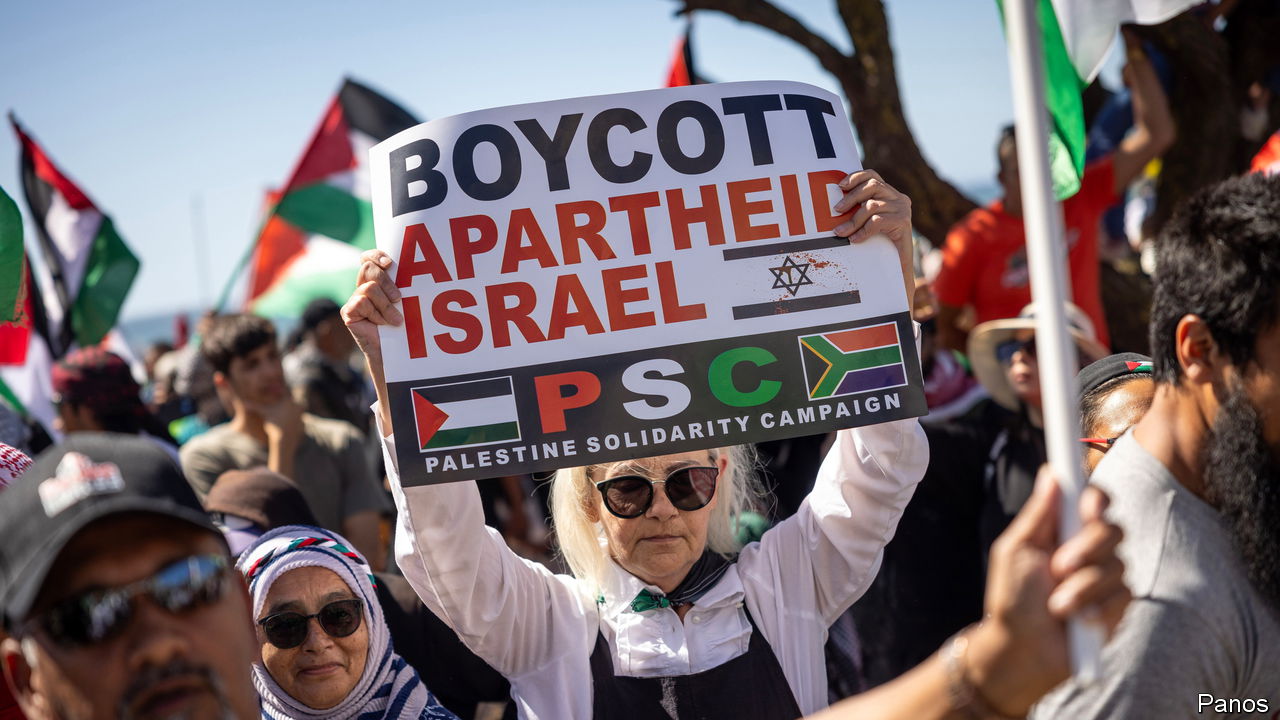 BOYCOTT
APARTHEID
ISRAEL
PSC
PALESTINE SOLIDARITY CAMPAIGN
Panos